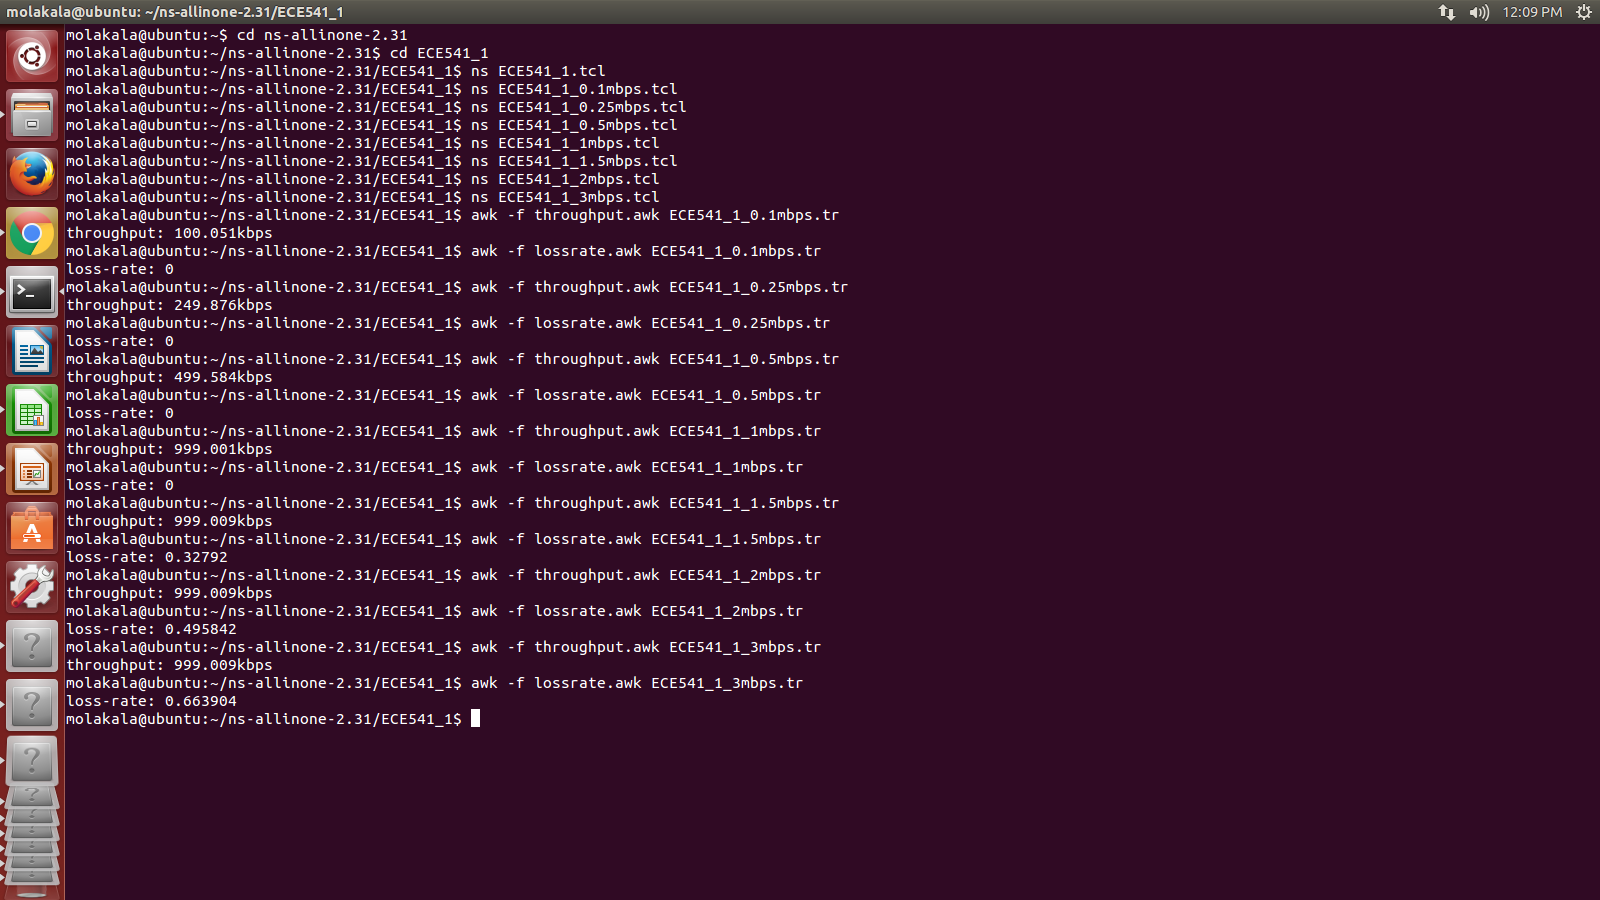 molakala@ubuntu: ~/ns-allinone-2.31/ECE541_1
12:09 PM
molakala@ubuntu:~$ cd ns-allinone-2.31
molakala@ubuntu:~/ns-allinone-2.31$ cd ECE541_1
molakala@ubuntu:~/ns-allinone-2.31/ECE541_1$ ns ECE541_1.tcl
molakala@ubuntu:~/ns-allinone-2.31/ECE541_1$ ns ECE541_1_0.1mbps.tcl
molakala@ubuntu:~/ns-allinone-2.31/ECE541_1$ ns ECE541_1_0.25mbps.tcl
molakala@ubuntu:~/ns-allinone-2.31/ECE541_1$ ns ECE541_1_0.5mbps.tcl
molakala@ubuntu:~/ns-allinone-2.31/ECE541_1$ ns ECE541_1_1mbps.tcl
molakala@ubuntu:~/ns-allinone-2.31/ECE541_1$ ns ECE541_1_1.5mbps.tcl
molakala@ubuntu:~/ns-allinone-2.31/ECE541_1$ ns ECE541_1_2mbps.tcl
molakala@ubuntu:~/ns-allinone-2.31/ECE541_1$ ns ECE541_1_3mbps.tcl
molakala@ubuntu:~/ns-allinone-2.31/ECE541_1$ awk -f throughput.awk ECE541_1_0.1mbps.tr
throughput: 100.051kbps
molakala@ubuntu:~/ns-allinone-2.31/ECE541_1$ awk -f lossrate.awk ECE541_1_0.1mbps.tr
loss-rate: 0
molakala@ubuntu:~/ns-allinone-2.31/ECE541_1$ awk -f throughput.awk ECE541_1_0.25mbps.tr
throughput: 249.876kbps
molakala@ubuntu:~/ns-allinone-2.31/ECE541_1$ awk -f lossrate.awk ECE541_1_0.25mbps.tr
loss-rate: 0
molakala@ubuntu:~/ns-allinone-2.31/ECE541_1$ awk -f throughput.awk ECE541_1_0.5mbps.tr
throughput: 499.584kbps
molakala@ubuntu:~/ns-allinone-2.31/ECE541_1$ awk -f lossrate.awk ECE541_1_0.5mbps.tr
loss-rate: 0
molakala@ubuntu:~/ns-allinone-2.31/ECE541_1$ awk -f throughput.awk ECE541_1_1mbps.tr
throughput: 999.001kbps
molakala@ubuntu:~/ns-allinone-2.31/ECE541_1$ awk -f lossrate.awk ECE541_1_1mbps.tr
loss-rate: 0
molakala@ubuntu:~/ns-allinone-2.31/ECE541_1$ awk -f throughput.awk ECE541_1_1.5mbps.tr
throughput: 999.009kbps
molakala@ubuntu:~/ns-allinone-2.31/ECE541_1$ awk -f lossrate.awk ECE541_1_1.5mbps.tr
loss-rate: 0.32792
molakala@ubuntu:~/ns-allinone-2.31/ECE541_1$ awk -f throughput.awk ECE541_1_2mbps.tr
throughput: 999.009kbps
molakala@ubuntu:~/ns-allinone-2.31/ECE541_1$ awk -f lossrate.awk ECE541_1_2mbps.tr
loss-rate: 0.495842
molakala@ubuntu:~/ns-allinone-2.31/ECE541_1$ awk -f throughput.awk ECE541_1_3mbps.tr
throughput: 999.009kbps
molakala@ubuntu:~/ns-allinone-2.31/ECE541_1$ awk -f lossrate.awk ECE541_1_3mbps.tr
loss-rate: 0.663904
molakala@ubuntu:~/ns-allinone-2.31/ECE541_1$